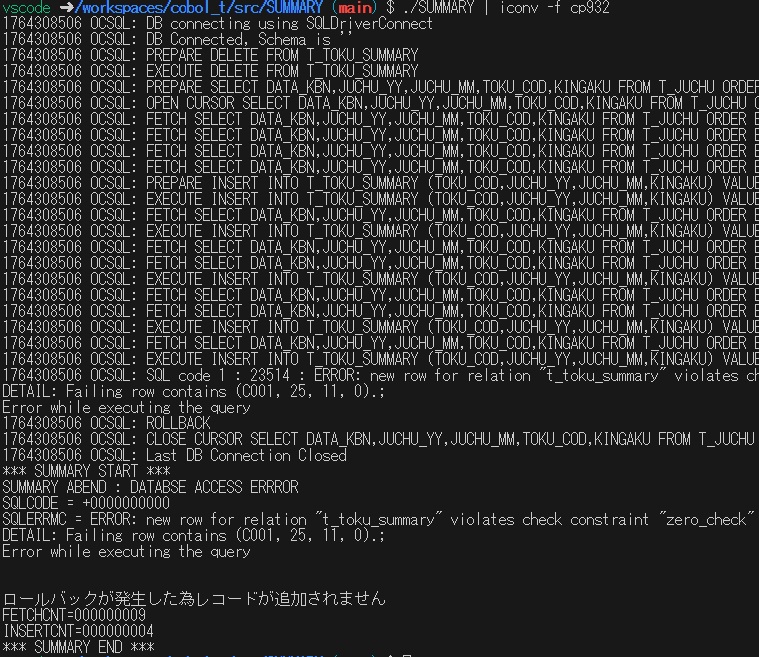 vscode ➜/workspaces/cobol_t/src/SUMMARY (main) $ ./SUMMARY | iconv -f cp932
1764308506 OCSQL: DB connecting using SQLDriverConnect
1764308506 OCSQL: DB Connected, Schema is ''
1764308506 OCSQL: PREPARE DELETE FROM T_TOKU_SUMMARY
1764308506 OCSQL: EXECUTE DELETE FROM T_TOKU_SUMMARY
1764308506 OCSQL: PREPARE SELECT DATA_KBN,JUCHU_YY,JUCHU_MM,TOKU_COD,KINGAKU FROM T_JUCHU ORDER
1764308506 OCSQL: OPEN CURSOR SELECT DATA_KBN,JUCHU_YY,JUCHU_MM,TOKU_COD,KINGAKU FROM T_JUCHU O
1764308506 OCSQL: FETCH SELECT DATA_KBN,JUCHU_YY,JUCHU_MM,TOKU_COD,KINGAKU FROM T_JUCHU ORDER B
1764308506 OCSQL: FETCH SELECT DATA_KBN,JUCHU_YY,JUCHU_MM,TOKU_COD,KINGAKU FROM T_JUCHU ORDER B
1764308506 OCSQL: FETCH SELECT DATA_KBN,JUCHU_YY,JUCHU_MM,TOKU_COD,KINGAKU FROM T_JUCHU ORDER B
1764308506 OCSQL: FETCH SELECT DATA_KBN,JUCHU_YY,JUCHU_MM,TOKU_COD,KINGAKU FROM T_JUCHU ORDER B
1764308506 OCSQL: PREPARE INSERT INTO T_TOKU_SUMMARY (TOKU_COD,JUCHU_YY,JUCHU_MM,KINGAKU) VALUE
1764308506 OCSQL: EXECUTE INSERT INTO T_TOKU_SUMMARY (TOKU_COD,JUCHU_YY,JUCHU_MM,KINGAKU) VALUE
1764308506 OCSQL: FETCH SELECT DATA_KBN,JUCHU_YY,JUCHU_MM,TOKU_COD,KINGAKU FROM T_JUCHU ORDER B
1764308506 OCSQL: FETCH SELECT DATA_KBN,JUCHU_YY,JUCHU_MM,TOKU_COD,KINGAKU FROM T_JUCHU ORDER B
1764308506 OCSQL: FETCH SELECT DATA_KBN,JUCHU_YY,JUCHU_MM,TOKU_COD,KINGAKU FROM T_JUCHU ORDER B
1764308506 OCSQL: FETCH SELECT DATA_KBN,JUCHU_YY,JUCHU_MM,TOKU_COD,KINGAKU FROM T_JUCHU ORDER B
1764308506 OCSQL: EXECUTE INSERT INTO T_TOKU_SUMMARY (TOKU_COD,JUCHU_YY,JUCHU_MM,KINGAKU) VALUE
1764308506 OCSQL: FETCH SELECT DATA_KBN,JUCHU_YY,JUCHU_MM,TOKU_COD,KINGAKU FROM T_JUCHU ORDER B
1764308506 OCSQL: FETCH SELECT DATA_KBN,JUCHU_YY,JUCHU_MM,TOKU_COD,KINGAKU FROM T_JUCHU ORDER B
1764308506 OCSQL: EXECUTE INSERT INTO T_TOKU_SUMMARY (TOKU_COD,JUCHU_YY,JUCHU_MM,KINGAKU) VALUE
1764308506 OCSQL: FETCH SELECT DATA_KBN,JUCHU_YY,JUCHU_MM,TOKU_COD,KINGAKU FROM T_JUCHU ORDER B
1764308506 OCSQL: EXECUTE INSERT INTO T_TOKU_SUMMARY (TOKU_COD,JUCHU_YY,JUCHU_MM,KINGAKU) VALUE
1764308506 OCSQL: SQL code 1 : 23514 : ERROR: new row for relation "t_toku_summary" violates ch
DETAIL: Failing row contains (C001, 25, 11, 0).;
Error while executing the query
1764308506 OCSQL: ROLLBACK
1764308506 OCSQL: CLOSE CURSOR SELECT DATA_KBN,JUCHU_YY,JUCHU_MM,TOKU_COD,KINGAKU FROM T_JUCHU
1764308506 OCSQL: Last DB Connection Closed
*** SUMMARY START ***
SUMMARY ABEND : DATABSE ACCESS ERRROR
SQLCODE = +0000000000
SQLERRMC = ERROR: new row for relation "t_toku_summary" violates check constraint "zero_check"
DETAIL: Failing row contains (C001, 25, 11, 0).;
Error while executing the query
ロールバックが発生した為レコードが追加されません
FETCHCNT=000000009
INSERTCNT=000000004
*** SUMMARY END ***